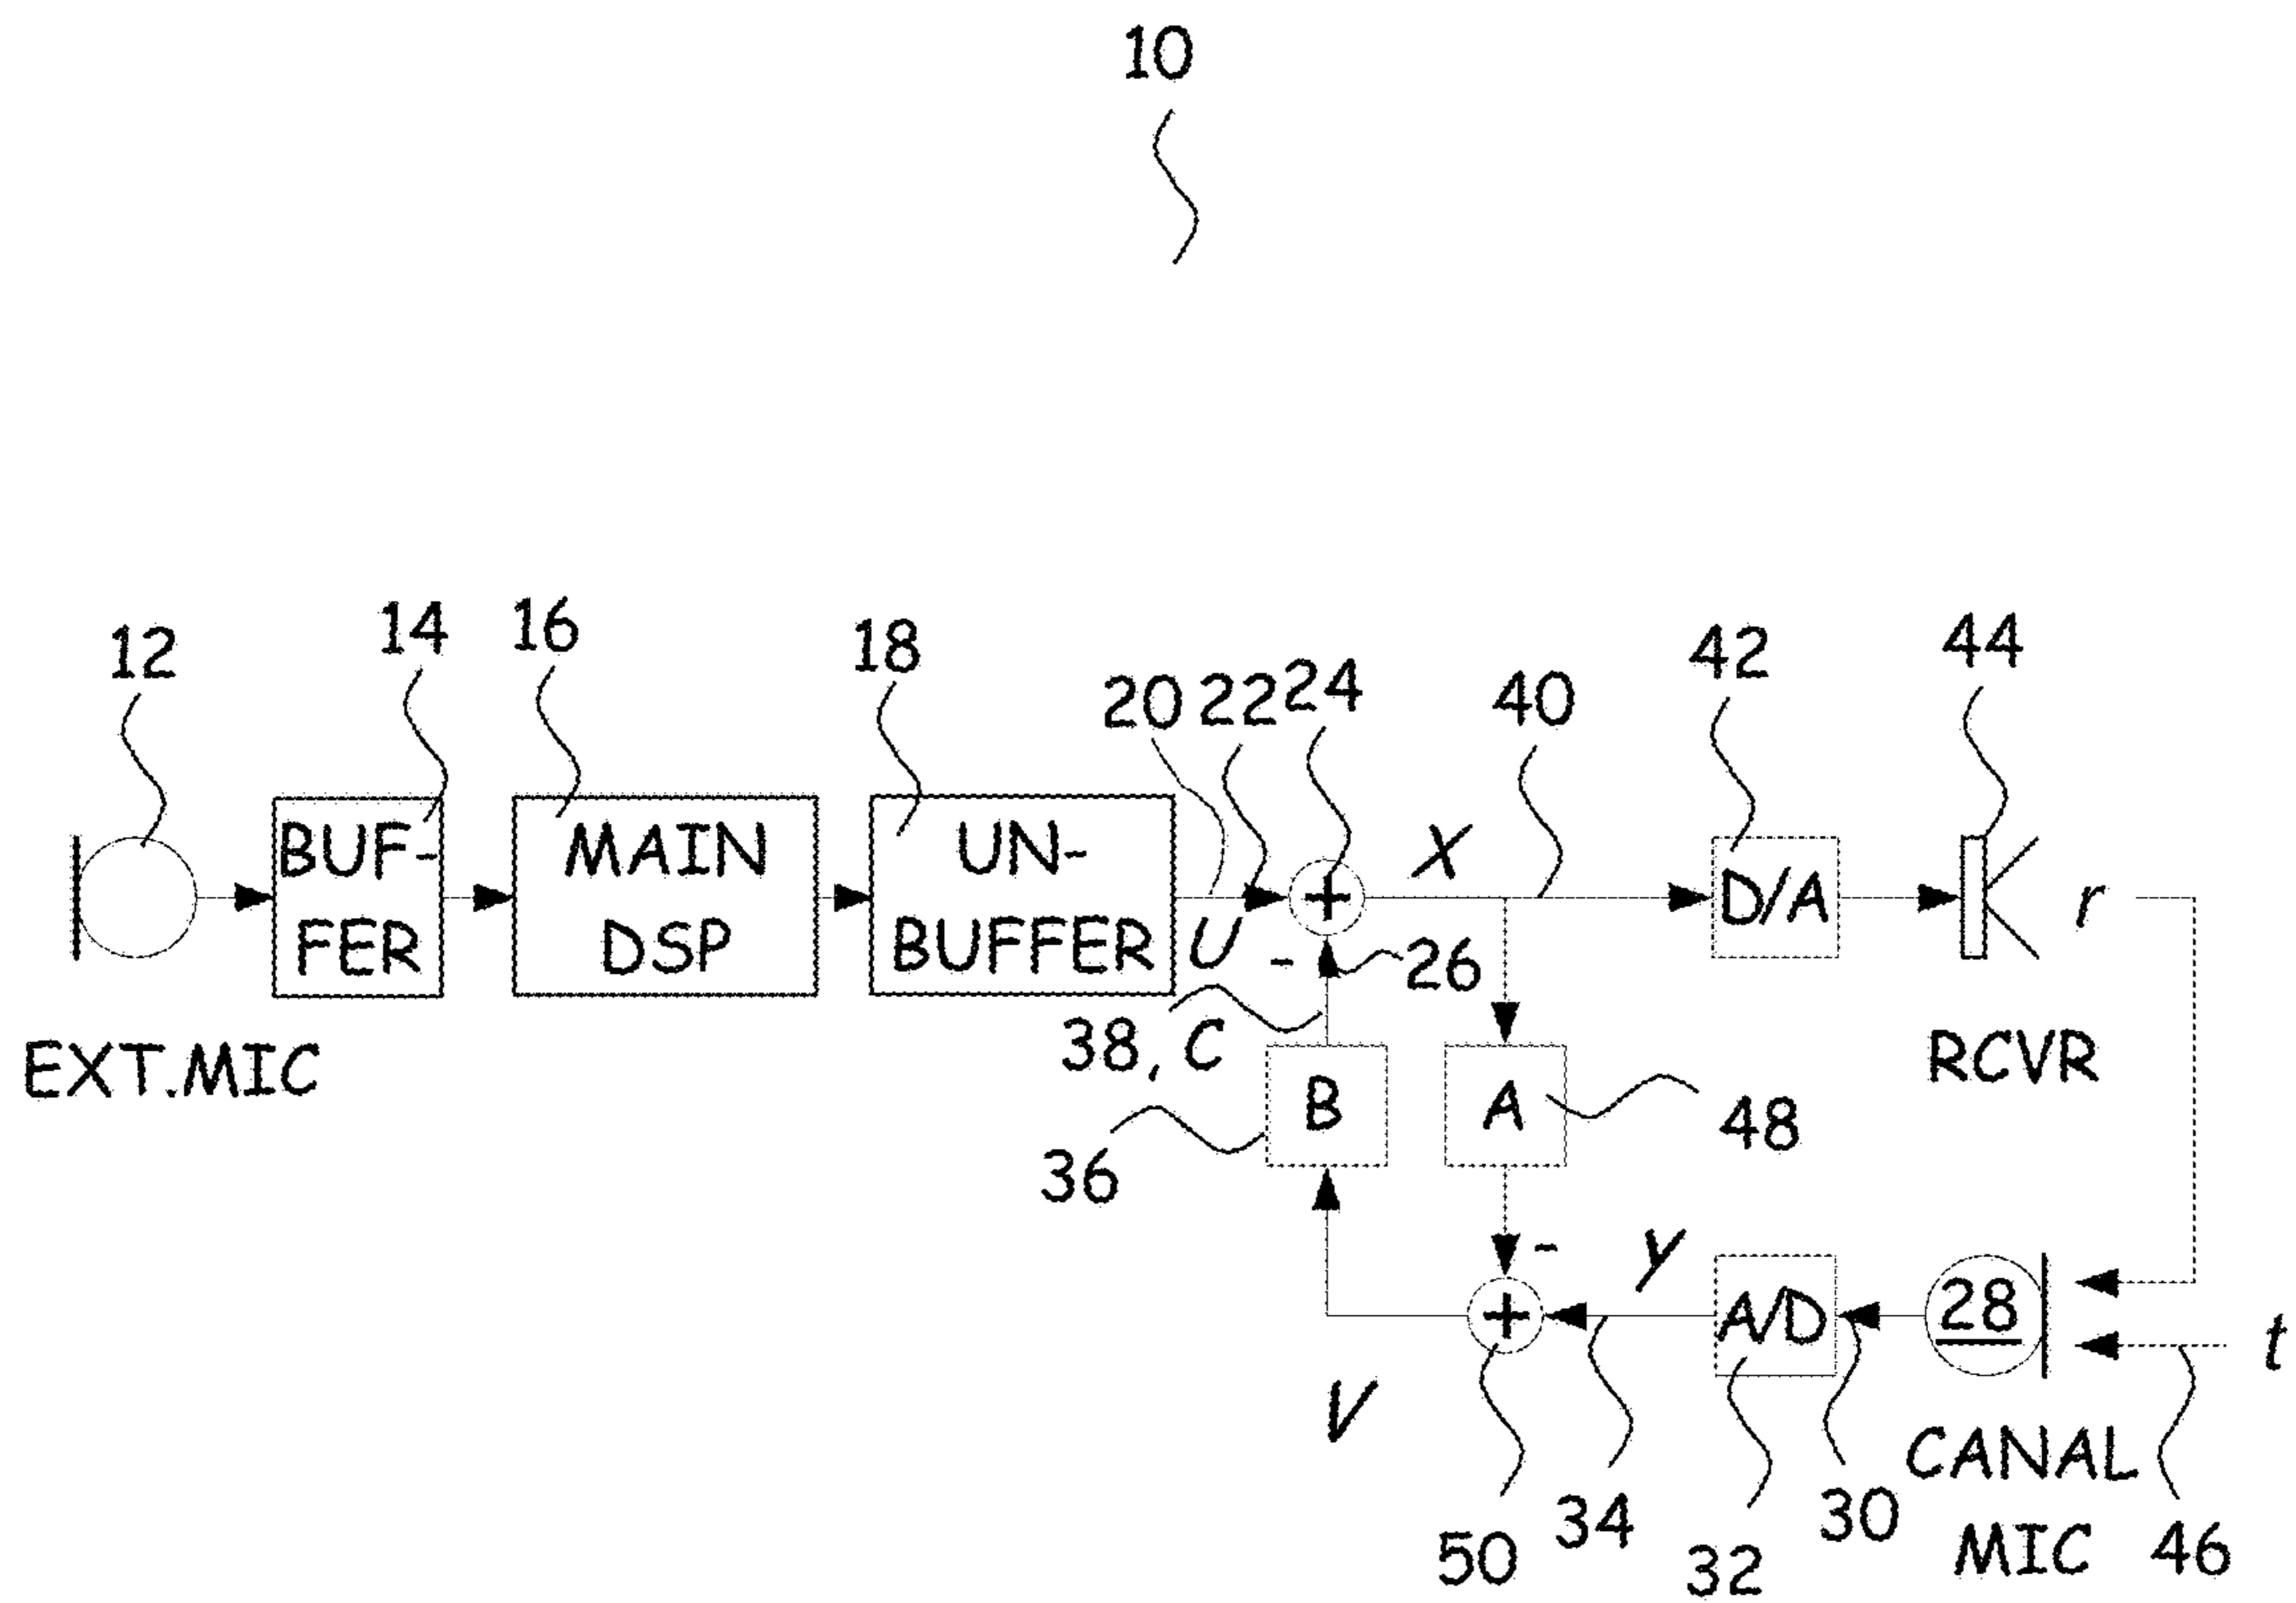 10
12
14
16
18
20
22
24
40
42
44
BUF-
FER
MAIN
DSP
UN-
BUFFER
U
-
+
X
D/A
r
26
38, C
EXT.MIC
RCVR
B
A
48
36
-
y
+
A/D
28
t
V
CANAL
MIC
50
34
32
30
46